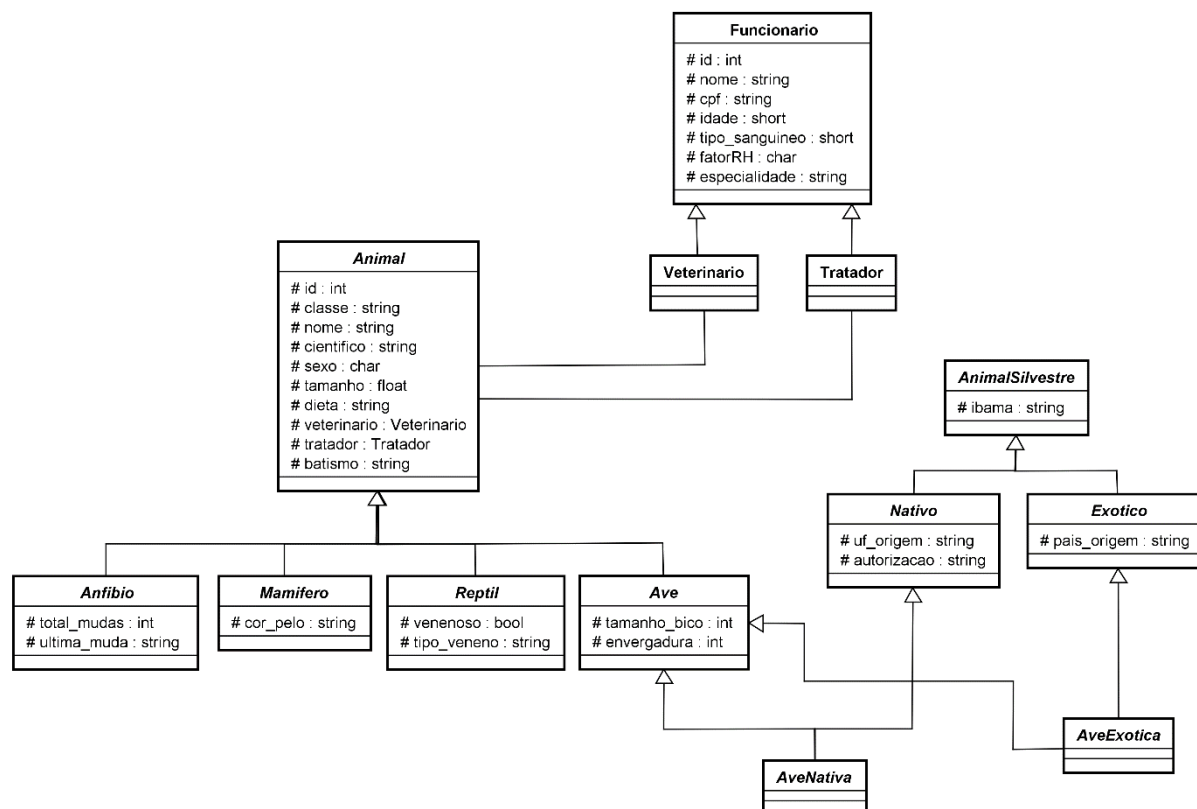 Funcionario
# id : int
# nome : string
# cpf : string
# idade : short
# tipo_sanguineo : short
# fatorRH : char
# especialidade : string
Animal
# id : int
# classe : string
# nome : string
# cientifico : string
# sexo : char
# tamanho : float
# dieta : string
# veterinario : Veterinario
# tratador : Tratador
# batismo : string
Veterinario
Tratador
AnimalSilvestre
# ibama : string
Nativo
# uf_origem : string
# autorizacao : string
Exotico
# pais_origem : string
Anfibio
# total_mudas : int
# ultima_muda : string
Mamifero
# cor_pelo : string
Reptil
# venenoso : bool
# tipo_veneno : string
Ave
# tamanho_bico : int
# envergadura : int
AveExotica
AveNativa